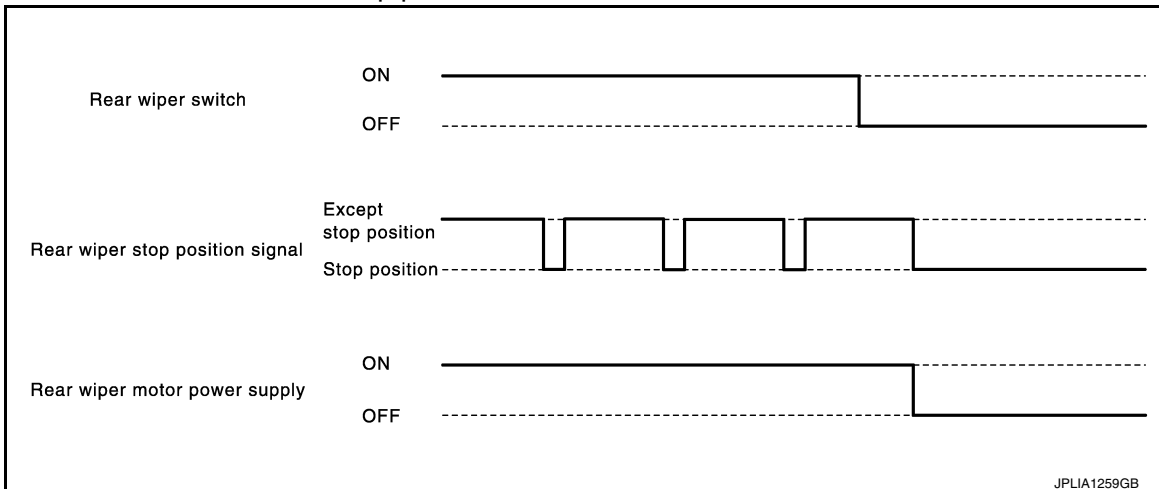 ON
Rear wiper switch
OFF
Except
stop position
Rear wiper stop position signal
Stop position
ON
Rear wiper motor power supply
OFF
JPLIA1259GB